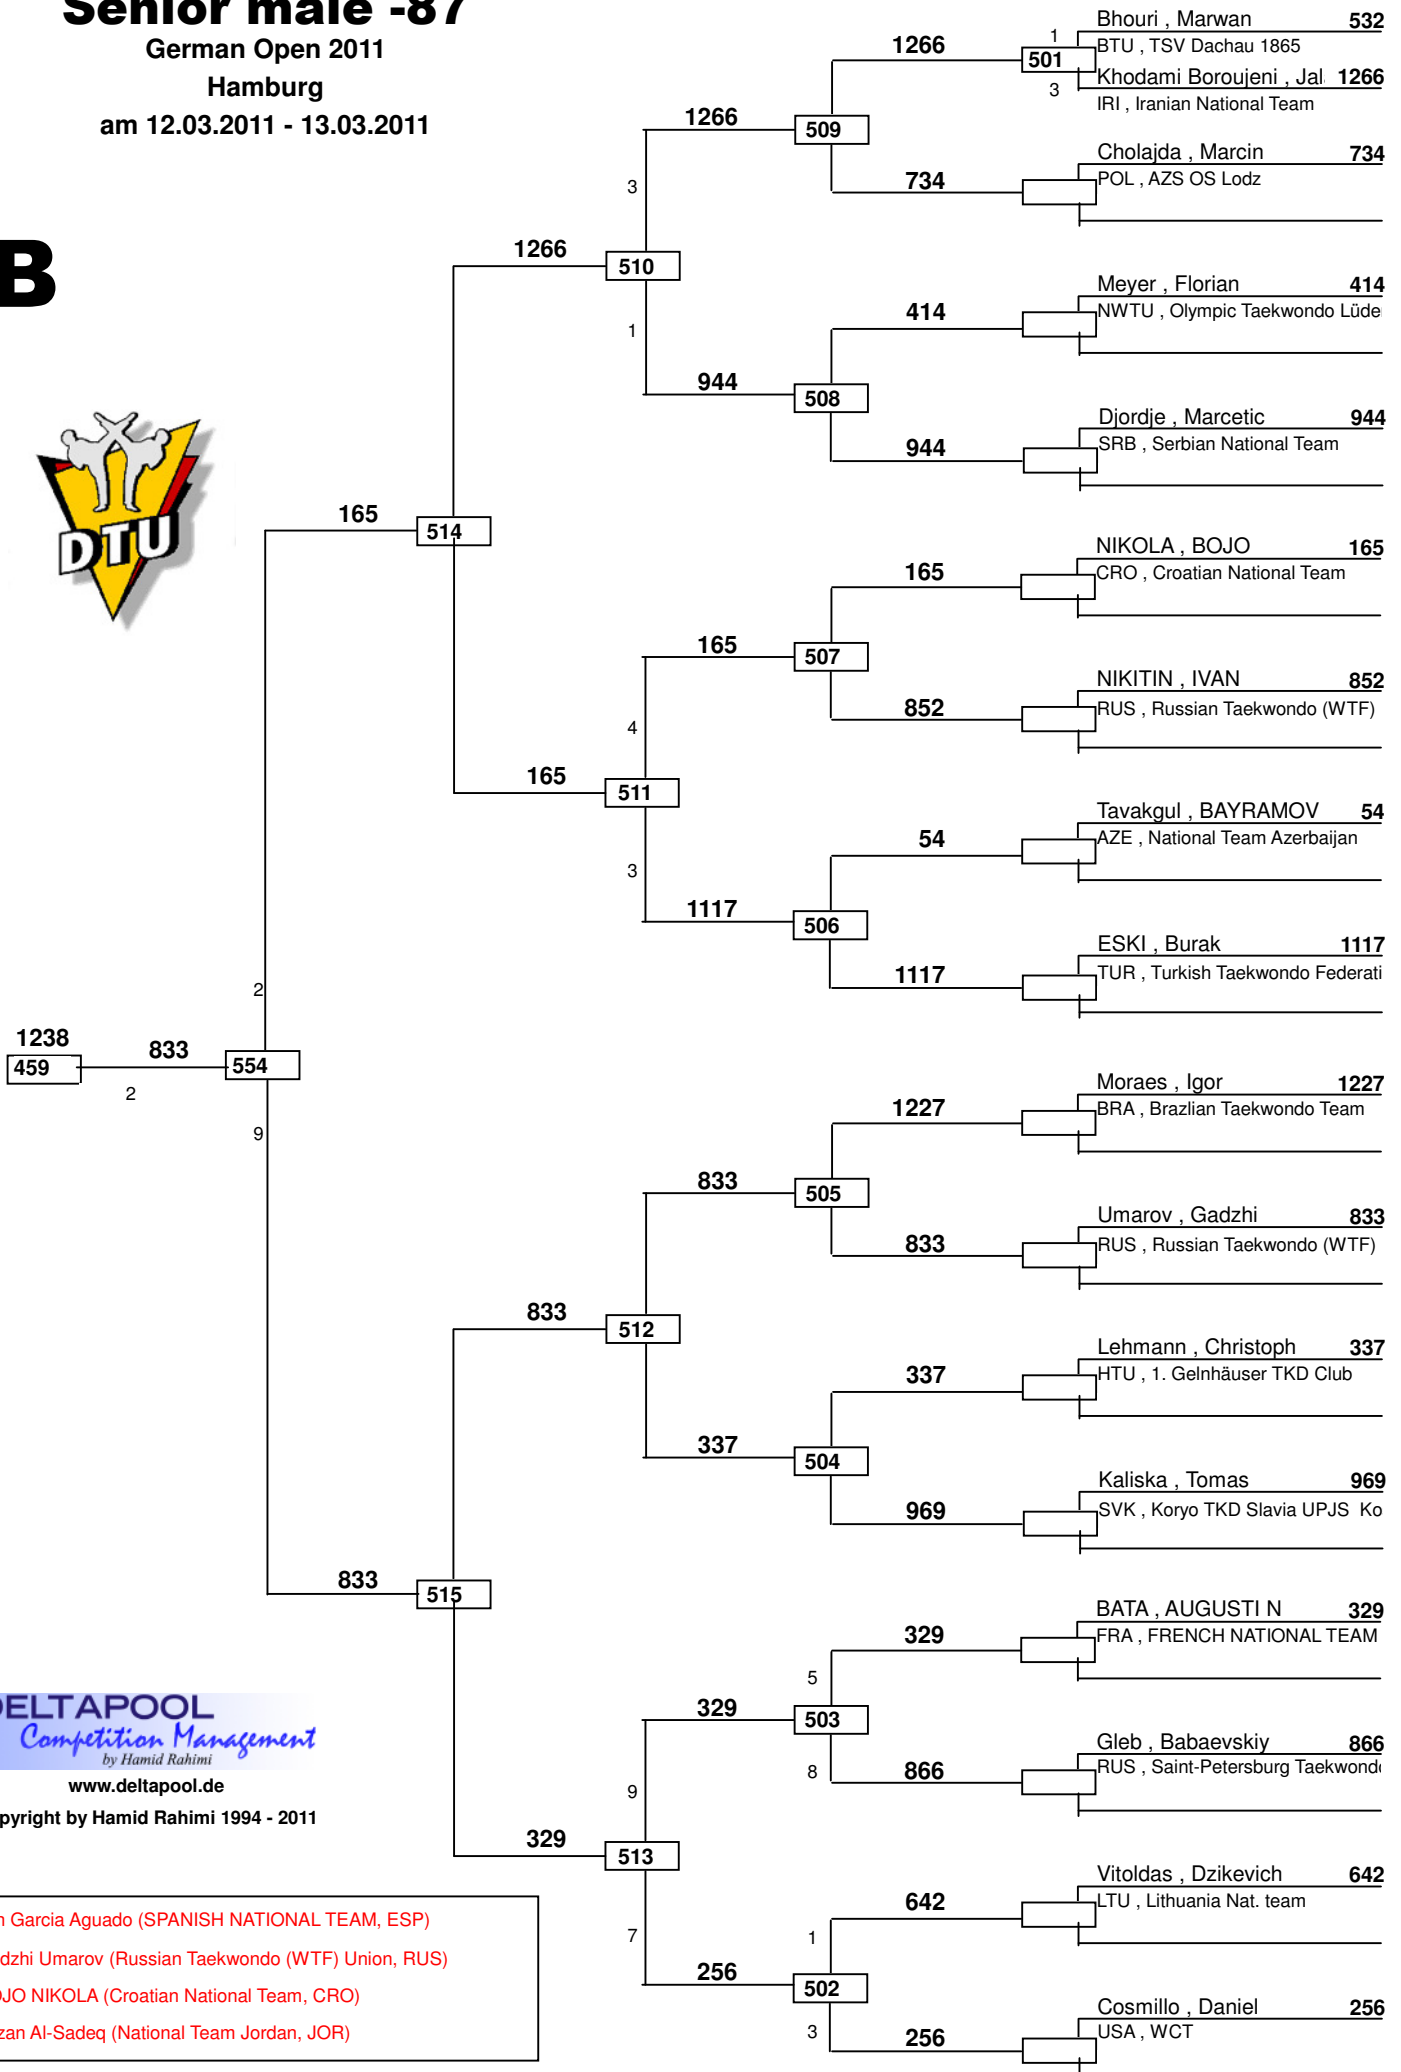 Senior male -87
German Open 2011
Hamburg
am 12.03.2011 - 13.03.2011
B
DTU
Bhouri , Marwan 532
BTU , TSV Dachau 1865
1
501
3
1266
Khodami Boroujeni , Jal 1266
IRI , Iranian National Team
1266
509
Cholajda , Marcin 734
POL , AZS OS Lodz
734
3
1266
510
1
Meyer , Florian 414
NWTU , Olympic Taekwondo Lüde
414
944
508
Djordje , Marcetic 944
SRB , Serbian National Team
944
165
514
NIKOLA , BOJO 165
CRO , Croatian National Team
165
165
507
NIKITIN , IVAN 852
RUS , Russian Taekwondo (WTF)
852
4
165
511
3
Tavakgul , BAYRAMOV 54
AZE , National Team Azerbaijan
54
1117
506
ESKI , Burak 1117
TUR , Turkish Taekwondo Federati
1117
2
1238
459
833
2
554
9
Moraes , Igor 1227
BRA , Brazlian Taekwondo Team
1227
833
505
Umarov , Gadzhi 833
RUS , Russian Taekwondo (WTF)
833
833
512
Lehmann , Christoph 337
HTU , 1. Gelnhäuser TKD Club
337
337
504
Kaliska , Tomas 969
SVK , Koryo TKD Slavia UPJS Ko
969
833
515
BATA , AUGUSTI N 329
FRA , FRENCH NATIONAL TEAM
329
5
329
503
8
Gleb , Babaevskiy 866
RUS , Saint-Petersburg Taekwondo
866
9
329
513
7
Vitoldas , Dzikevich 642
LTU , Lithuania Nat. team
642
1
256
502
3
Cosmillo , Daniel 256
USA , WCT
256
DELTAPOOL
Competition Management
by Hamid Rahimi
www.deltapool.de
pyright by Hamid Rahimi 1994 - 2011
n Garcia Aguado (SPANISH NATIONAL TEAM, ESP)
dzhi Umarov (Russian Taekwondo (WTF) Union, RUS)
OJO NIKOLA (Croatian National Team, CRO)
zan Al-Sadeq (National Team Jordan, JOR)